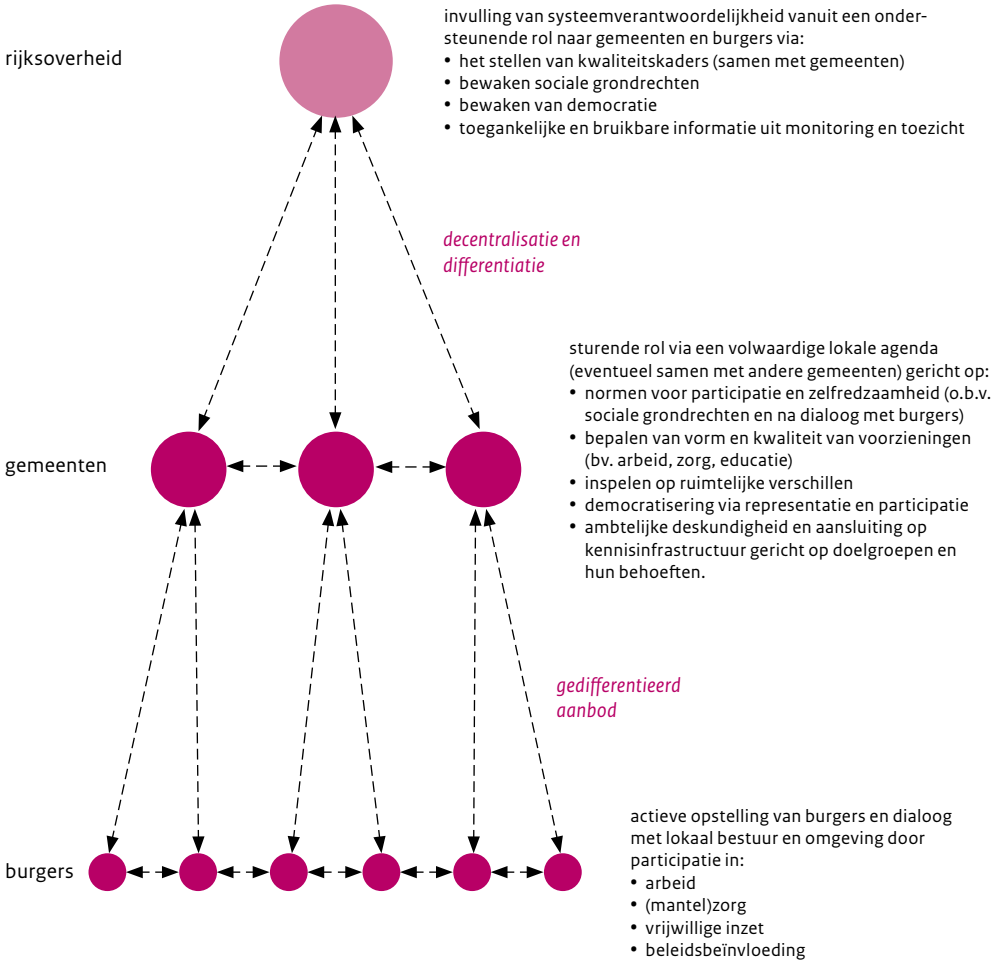 rijksoverheid
invulling van systeemverantwoordelijkheid vanuit een onder-
steunende rol naar gemeenten en burgers via:
• het stellen van kwaliteitskaders (samen met gemeenten)
• bewaken sociale grondrechten
• bewaken van democratie
• toegankelijke en bruikbare informatie uit monitoring en toezicht
decentralisatie en
differentiatie
gemeenten
sturende rol via een volwaardige lokale agenda
(eventueel samen met andere gemeenten) gericht op:
• normen voor participatie en zelfredzaamheid (o.b.v.
sociale grondrechten en na dialoog met burgers)
• bepalen van vorm en kwaliteit van voorzieningen
(bv. arbeid, zorg, educatie)
• inspelen op ruimtelijke verschillen
• democratisering via representatie en participatie
• ambtelijke deskundigheid en aansluiting op
kennisinfrastructuur gericht op doelgroepen en
hun behoeften.
gedifferentieerd
aanbod
burgers
actieve opstelling van burgers en dialoog
met lokaal bestuur en omgeving door
participatie in:
• arbeid
• (mantel)zorg
• vrijwillige inzet
• beleidsbeïnvloeding